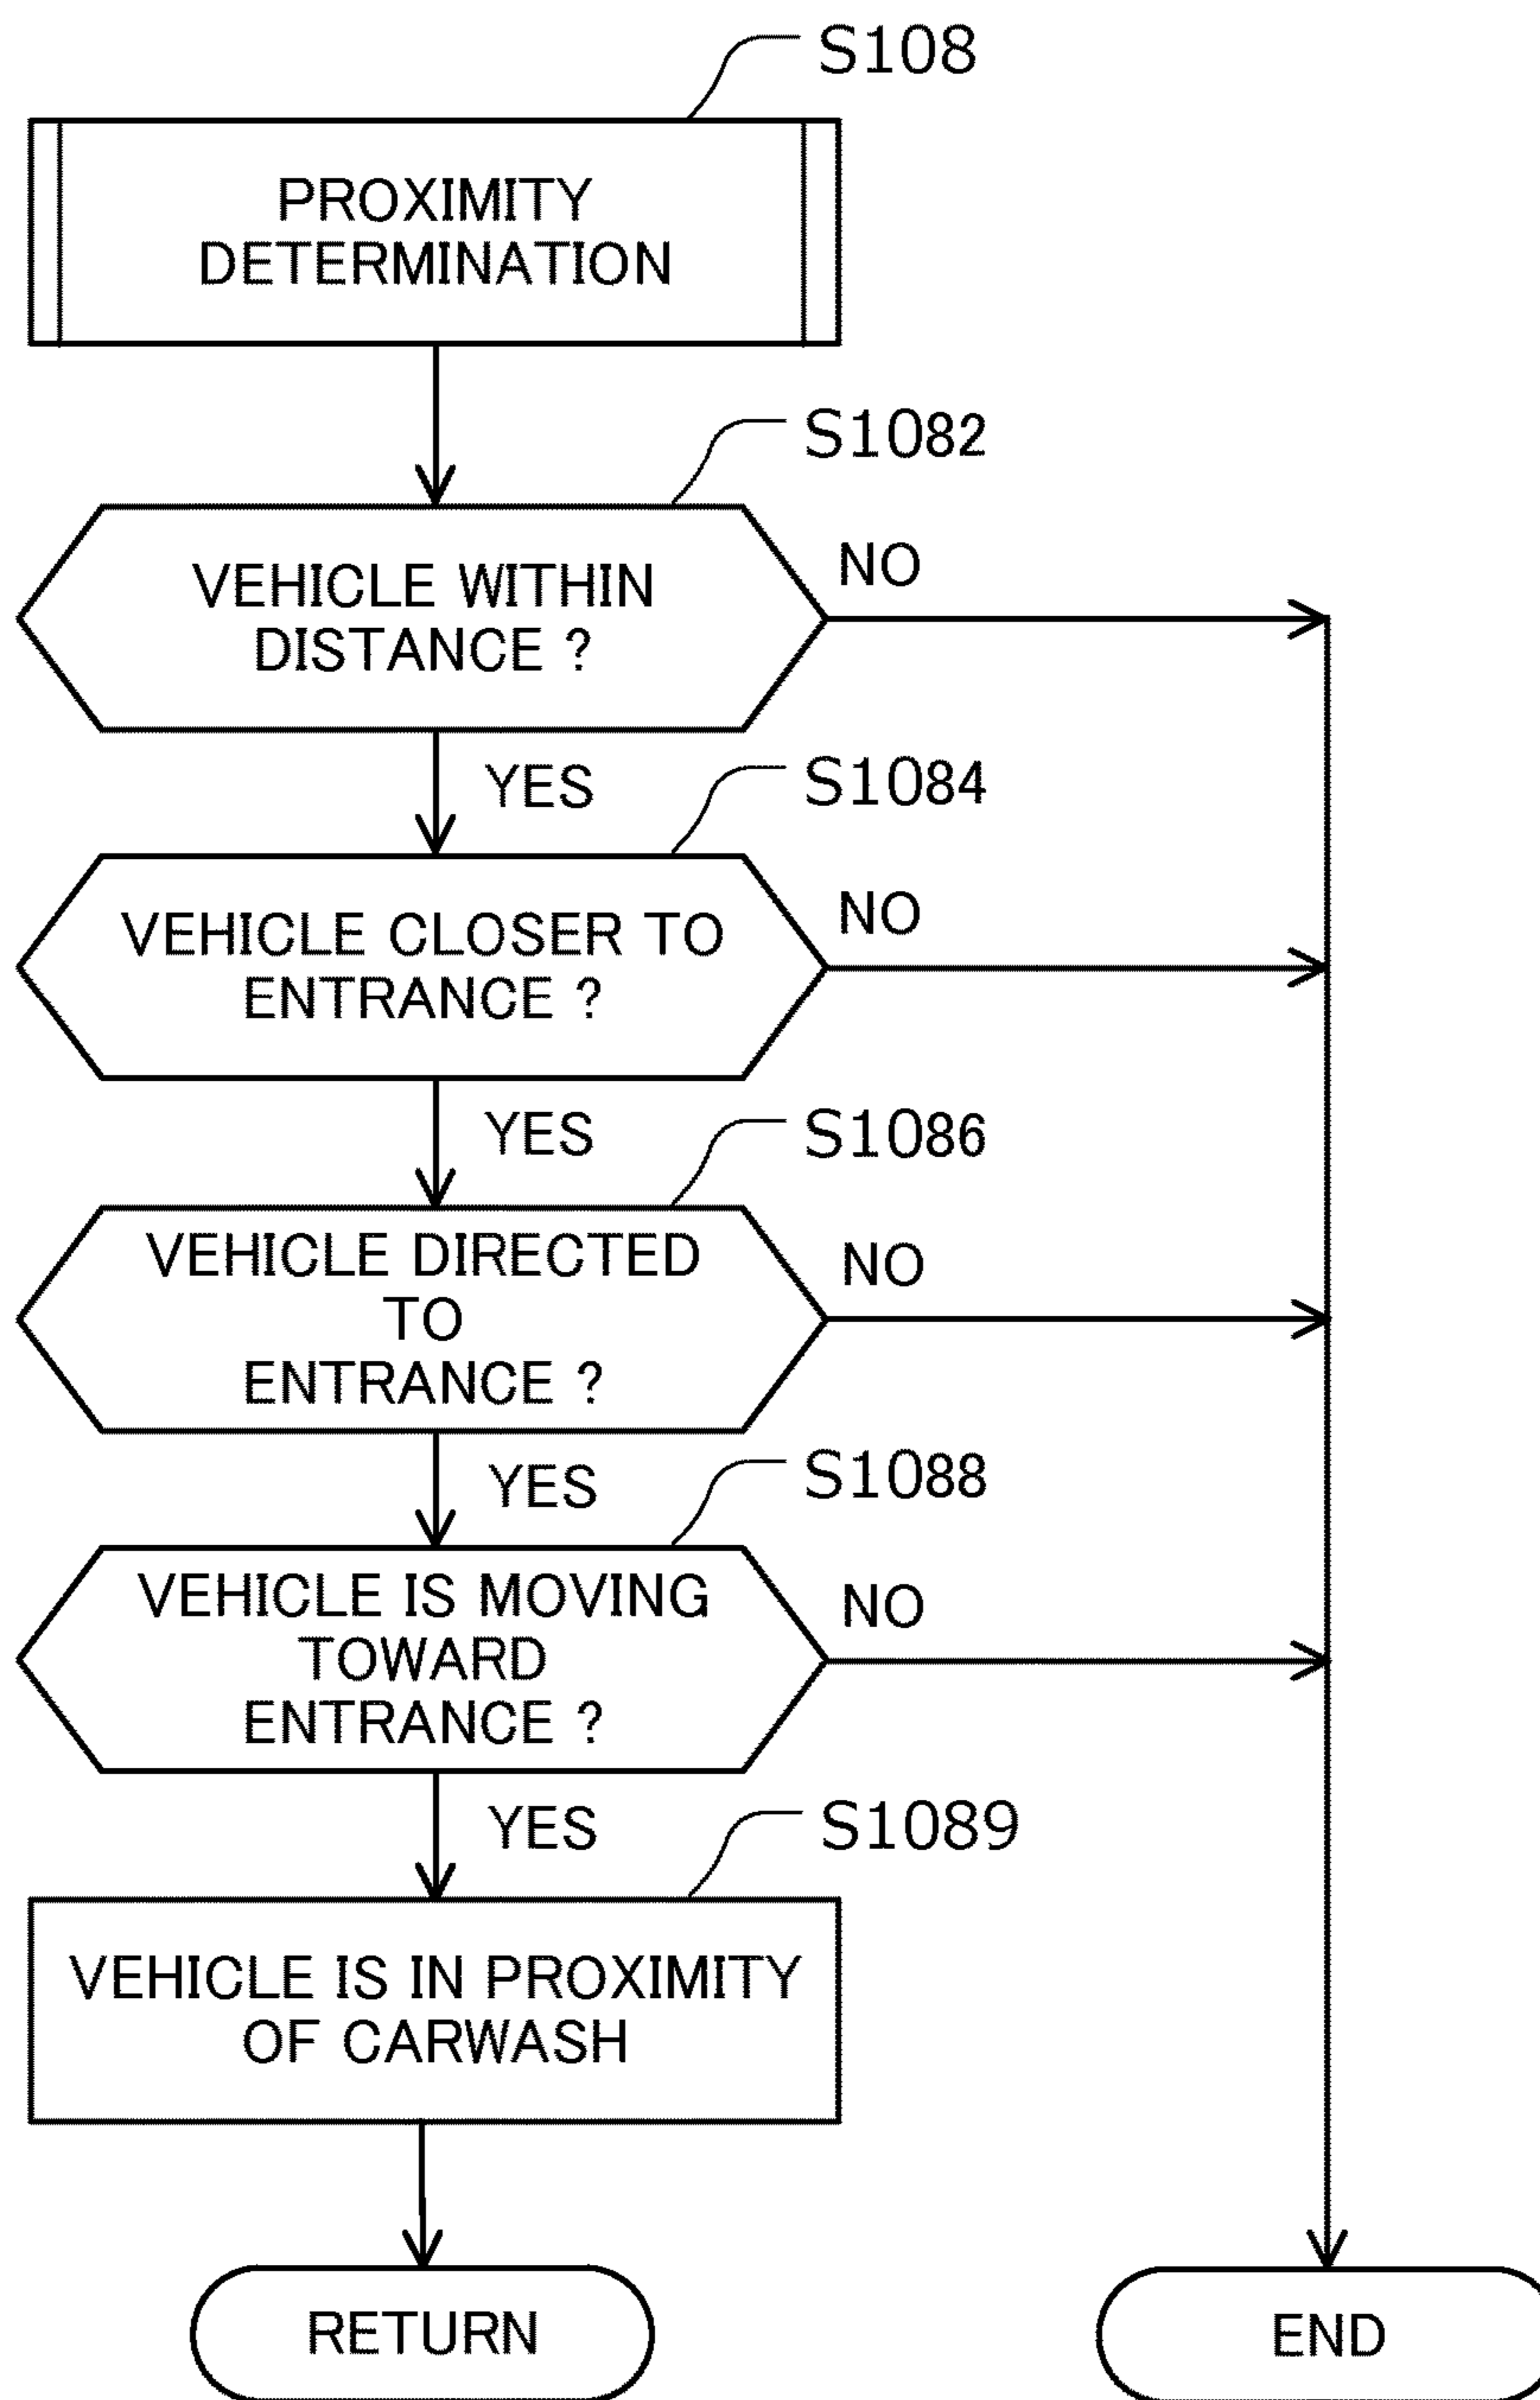 S108
PROXIMITY
DETERMINATION
S1082
VEHICLE WITHIN
DISTANCE ?
NO
YES
S1084
VEHICLE CLOSER TO
ENTRANCE ?
NO
YES
S1086
VEHICLE DIRECTED
TO
ENTRANCE ?
NO
YES
S1088
VEHICLE IS MOVING
TOWARD
ENTRANCE ?
NO
YES
S1089
VEHICLE IS IN PROXIMITY
OF CARWASH
RETURN
END